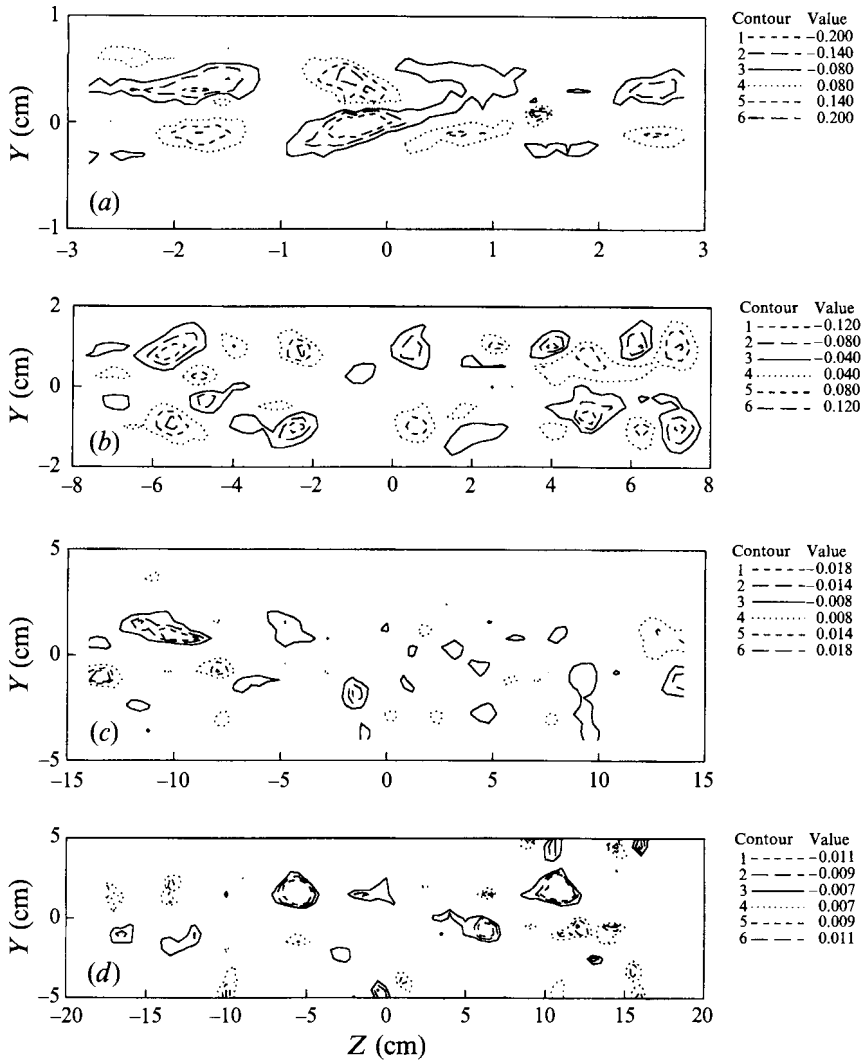 1
0
−1
Y (cm)
(a)
−3 −2 −1 0 1 2 3
Contour Value
1 −0.200
2 −0.140
3 −0.080
4 0.080
5 0.140
6 0.200
2
0
−2
Y (cm)
(b)
−8 −6 −4 −2 0 2 4 6 8
Contour Value
1 −0.120
2 −0.080
3 −0.040
4 0.040
5 0.080
6 0.120
5
0
−5
Y (cm)
(c)
−15 −10 −5 0 5 10 15
Contour Value
1 −0.018
2 −0.014
3 −0.008
4 0.008
5 0.014
6 0.018
5
0
−5
Y (cm)
(d)
−20 −15 −10 −5 0 5 10 15 20
Z (cm)
Contour Value
1 −0.011
2 −0.009
3 −0.007
4 0.007
5 0.009
6 0.011